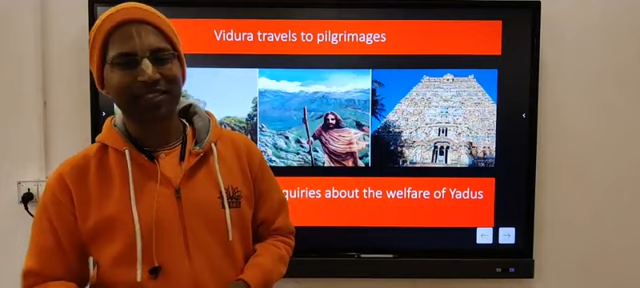 Vidura travels to pilgrimages
quiries about the welfare of Yadus